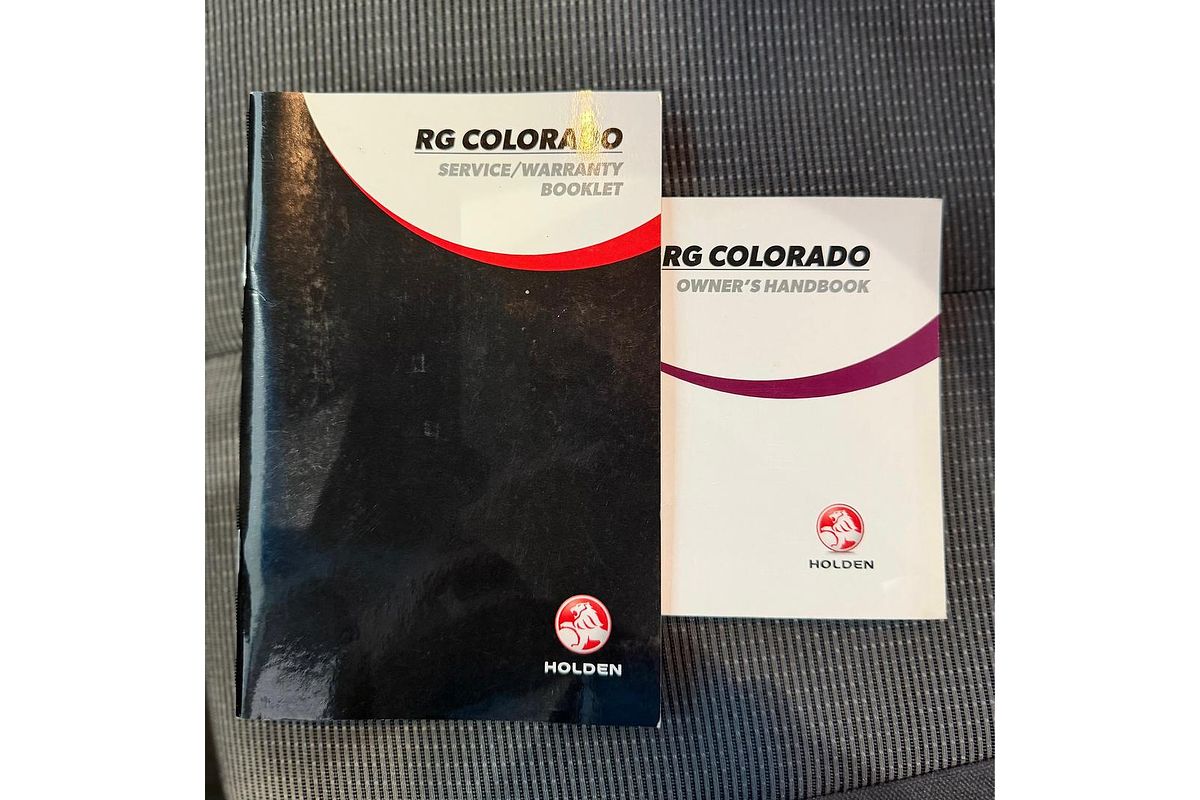 RG COLORADO
SERVICE/WARRANTY
BOOKLET
HOLDEN
RG COLORADO
OWNER'S HANDBOOK
HOLDEN